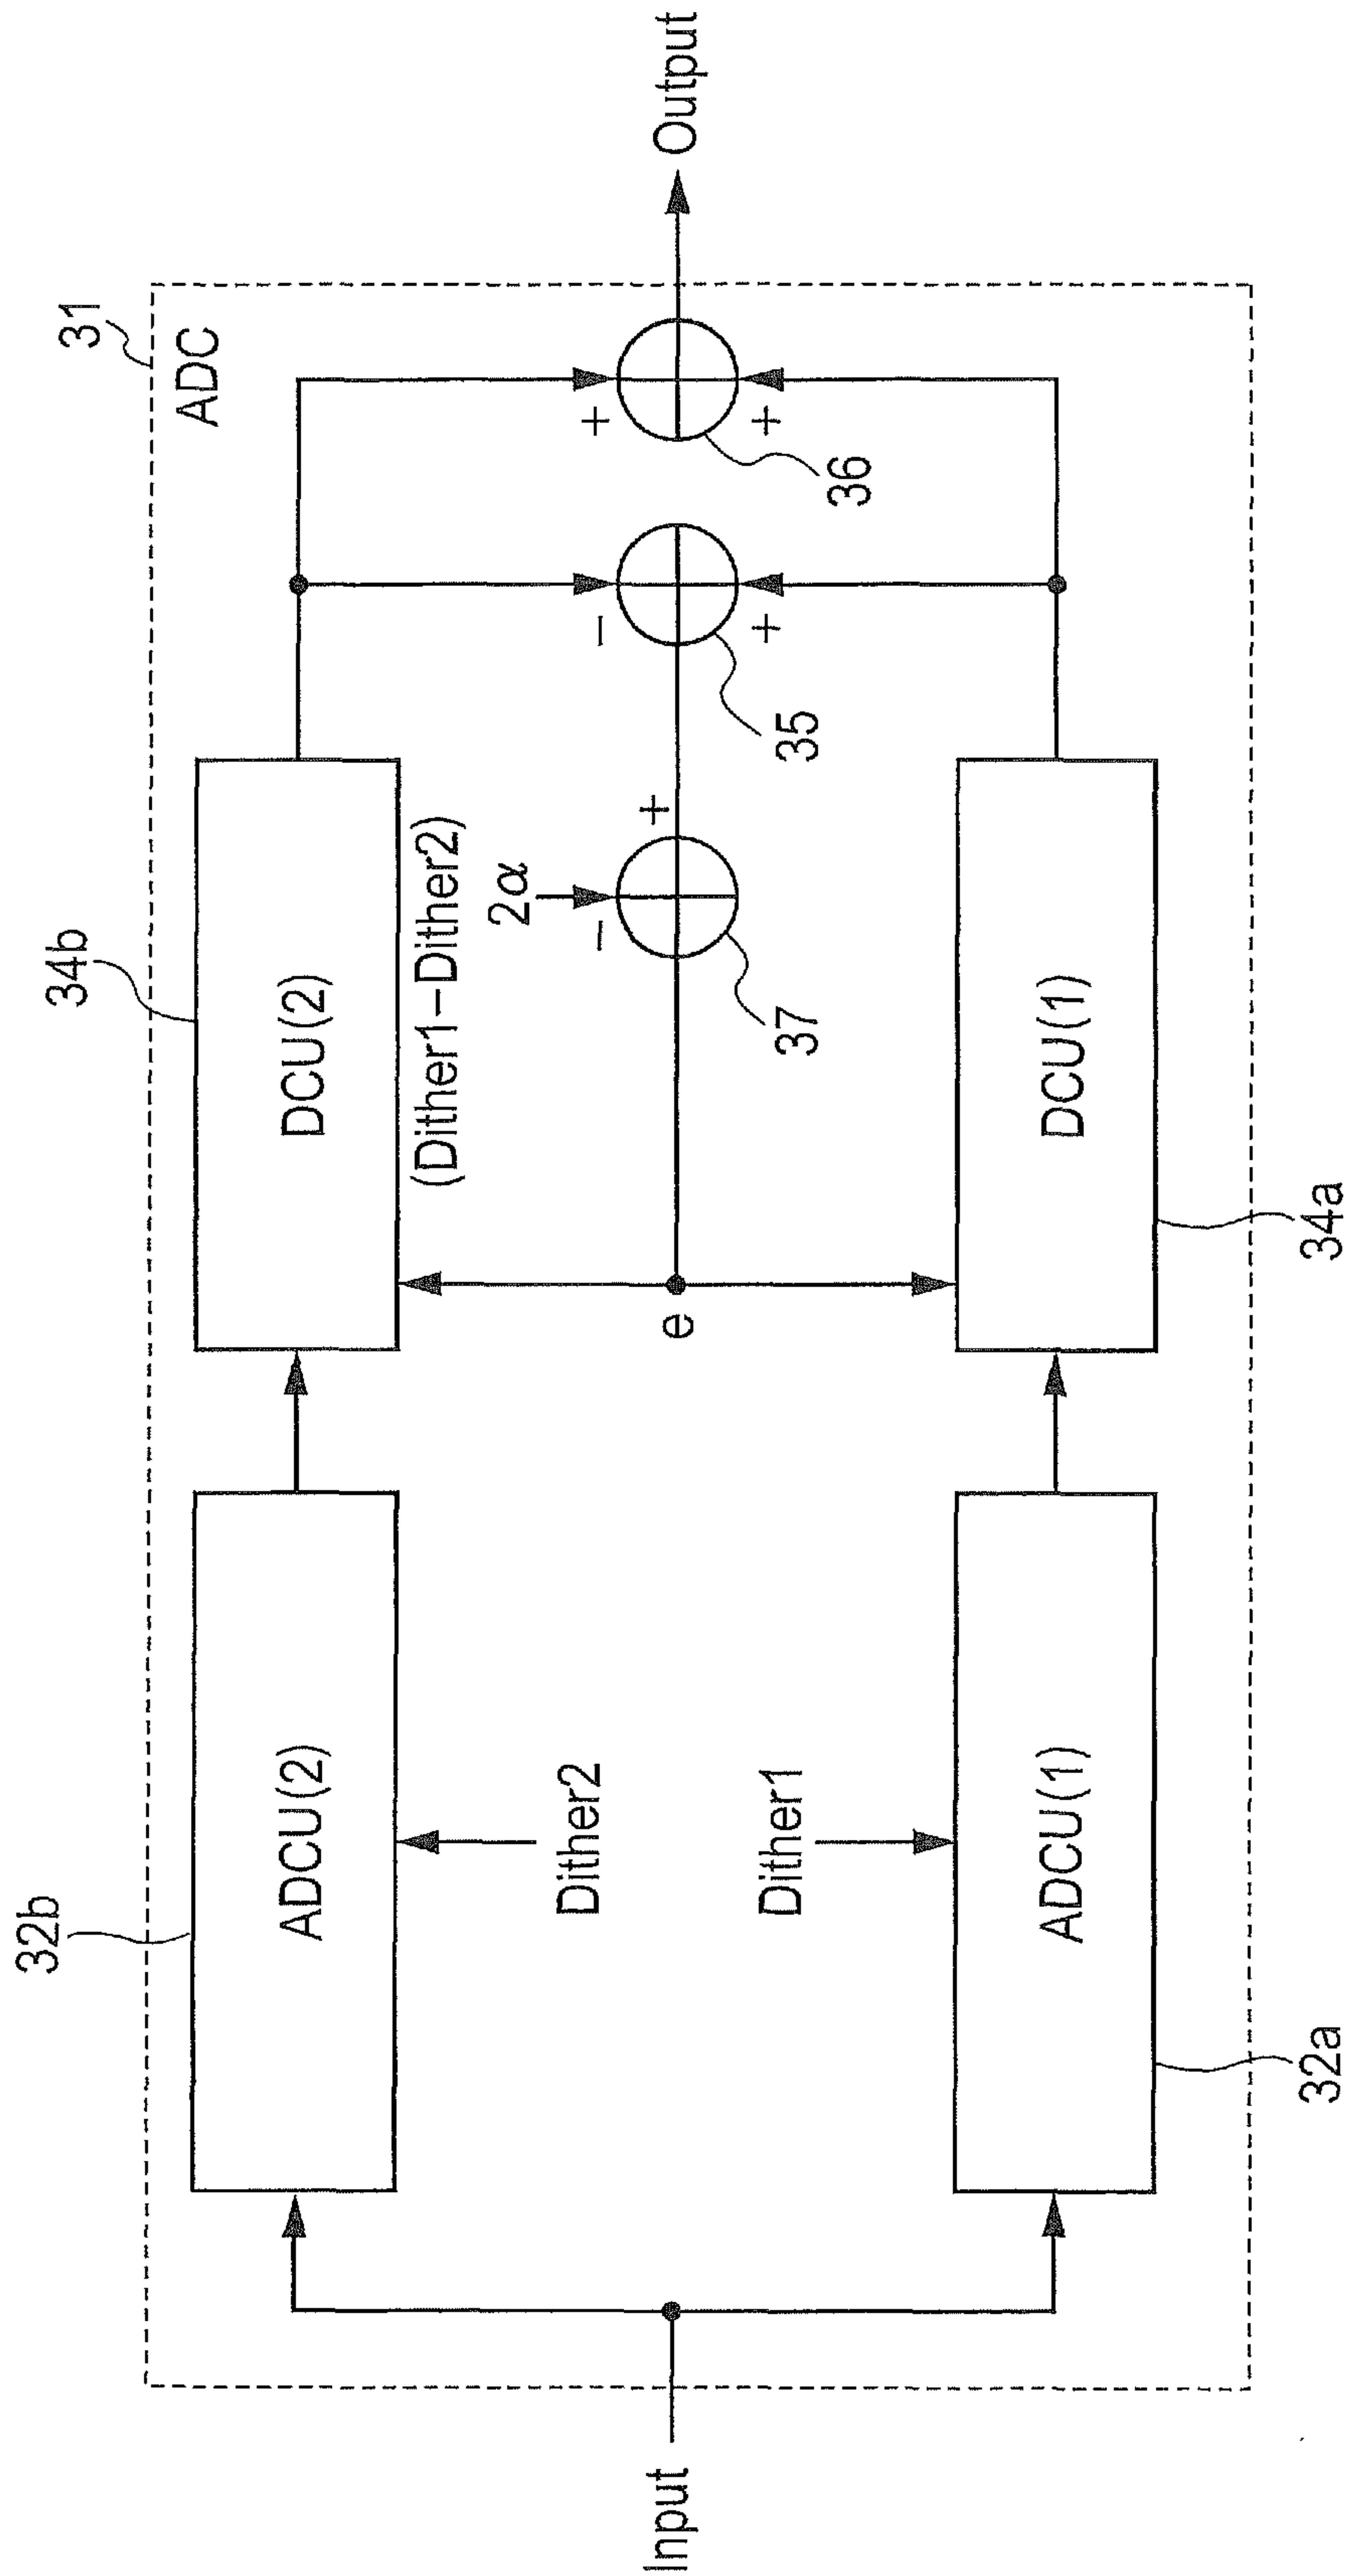 31
ADC
32b
34b
ADCU(2)
DCU(2)
(Dither1−Dither2)
2α
−
+
−
+
+
+
Output
36
35
37
e
Dither2
Dither1
Input
ADCU(1)
DCU(1)
32a
34a